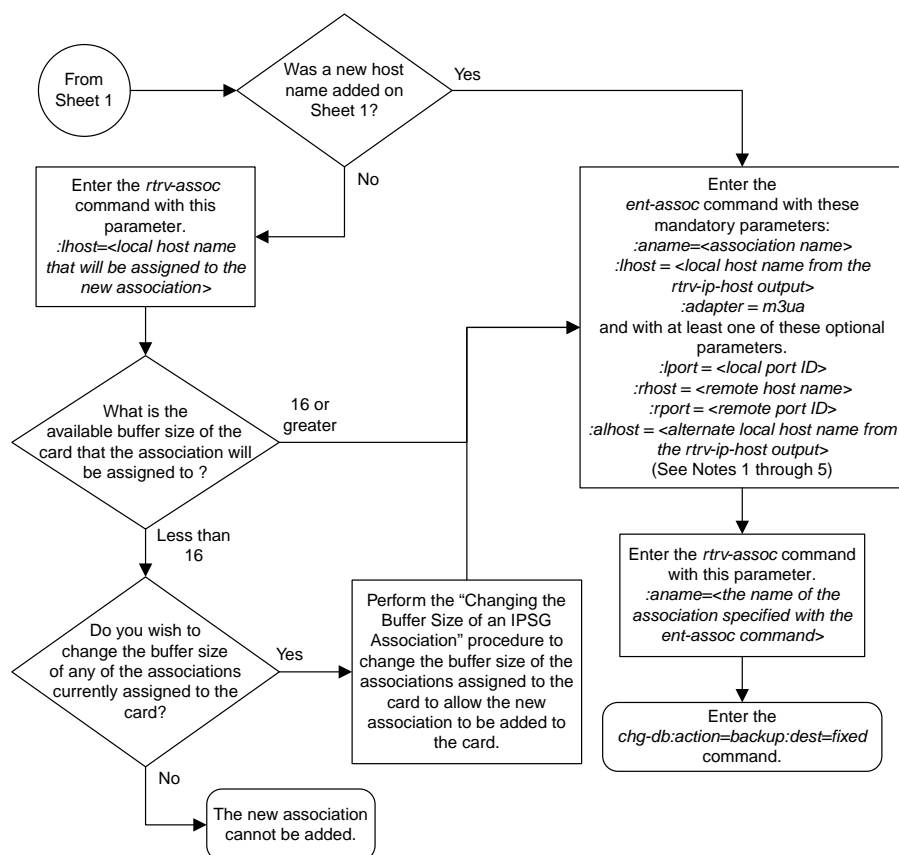 From
Sheet 1
Was a new host
name added on
Sheet 1?
Yes
No
Enter the rtrv-assoc
command with this
parameter.
:lhost=<local host name
that will be assigned to the
new association>
What is the
available buffer size of the
card that the association will
be assigned to ?
16 or
greater
Less than
16
Do you wish to
change the buffer size
of any of the associations
currently assigned to the
card?
Yes
No
Perform the “Changing the
Buffer Size of an IPSG
Association” procedure to
change the buffer size of the
associations assigned to the
card to allow the new
association to be added to
the card.
The new association
cannot be added.
Enter the
ent-assoc command with these
mandatory parameters:
:aname=<association name>
:lhost = <local host name from the
rtrv-ip-host output>
:adapter = m3ua
and with at least one of these optional
parameters.
:lport = <local port ID>
:rhost = <remote host name>
:rport = <remote port ID>
:alhost = <alternate local host name from
the rtrv-ip-host output>
(See Notes 1 through 5)
Enter the rtrv-assoc command
with this parameter.
:aname=<the name of the
association specified with the
ent-assoc command>
Enter the
chg-db:action=backup:dest=fixed
command.